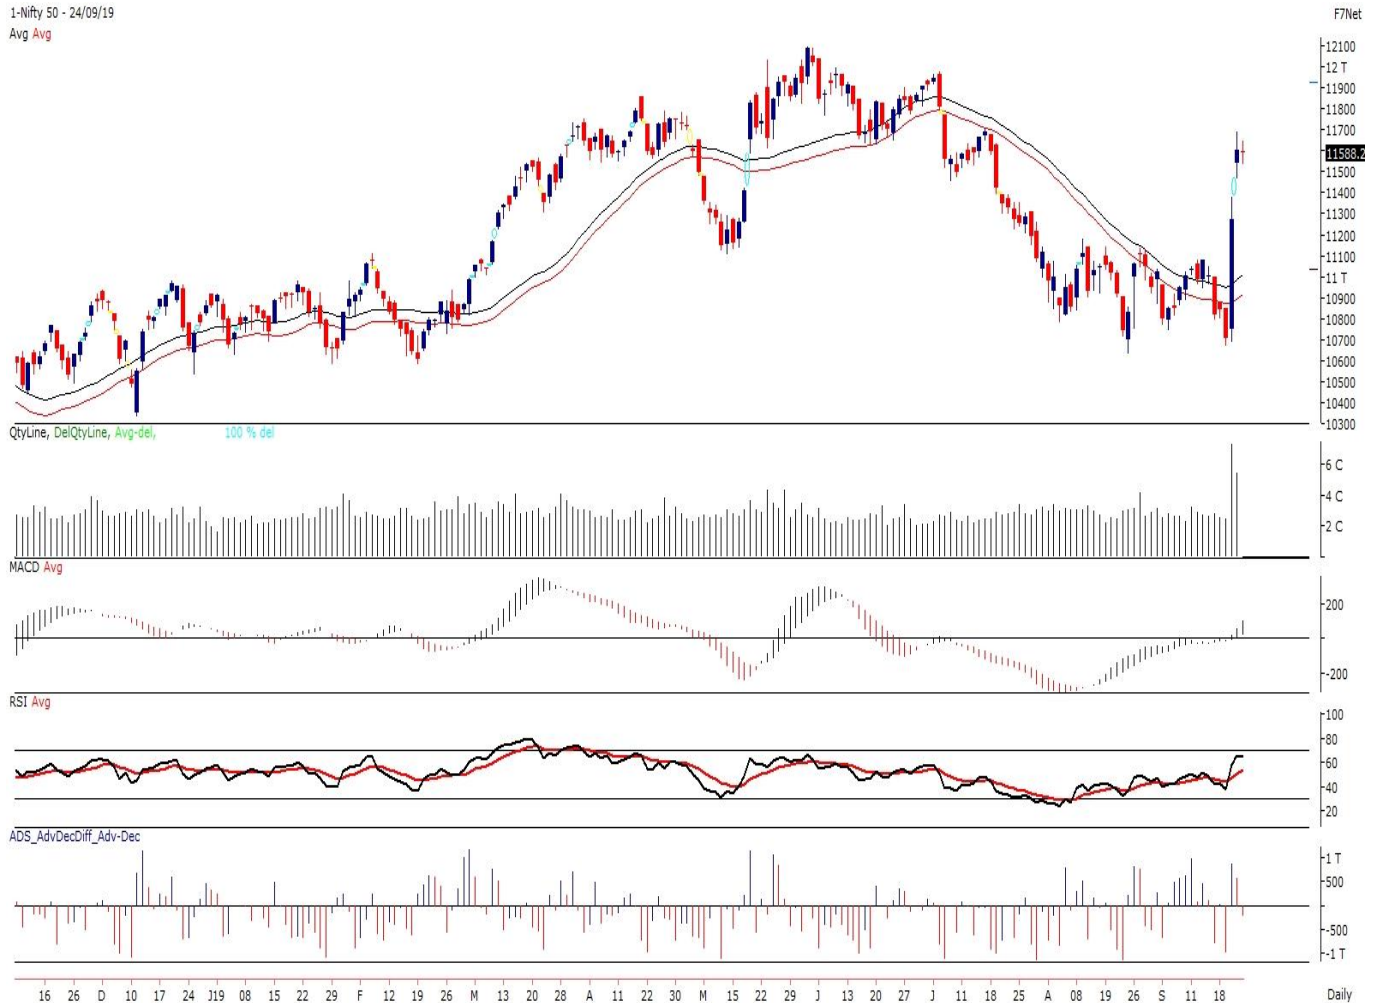 1-Nifty 50 - 24/09/19 F7Net
Avg Avg
12100
12 T
11900
11800
11700
11588.2
11500
11400
11300
11200
11100
11 T
10900
10800
10700
10600
10500
10400
10300
QtyLine, DelQtyLine, Avg-del, 100 % del
6 C
4 C
2 C
MACD Avg
200
-200
RSI Avg
100
80
60
40
20
ADS_AdvDecDiff_Adv-Dec
1 T
500
-500
-1 T
16 26 D 10 17 24 J19 08 15 22 29 F 12 19 26 M 13 20 28 A 11 22 30 M 15 22 29 J 13 20 27 J 11 18 25 A 08 19 26 S 11 18 Daily